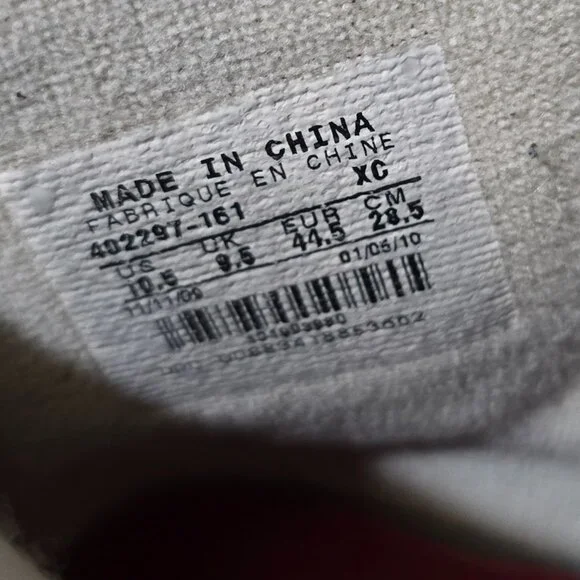 MADE IN CHINA
FABRIQUE EN CHINE
402297-161 XC
US UK EUR CM
10.5 9.5 44.5 28.5
11/11/09 01/05/10